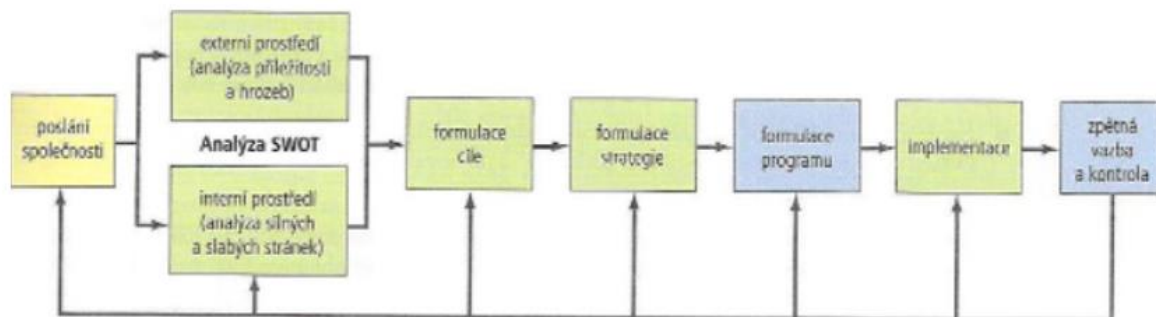 poslání
společnosti
externí prostředí
(analýza příležitostí
a hrozeb)
Analýza SWOT
interní prostředí
(analýza silných
a slabých stránek)
formulace
cíle
formulace
strategie
formulace
programu
implementace
zpětná
vazba
a kontrola